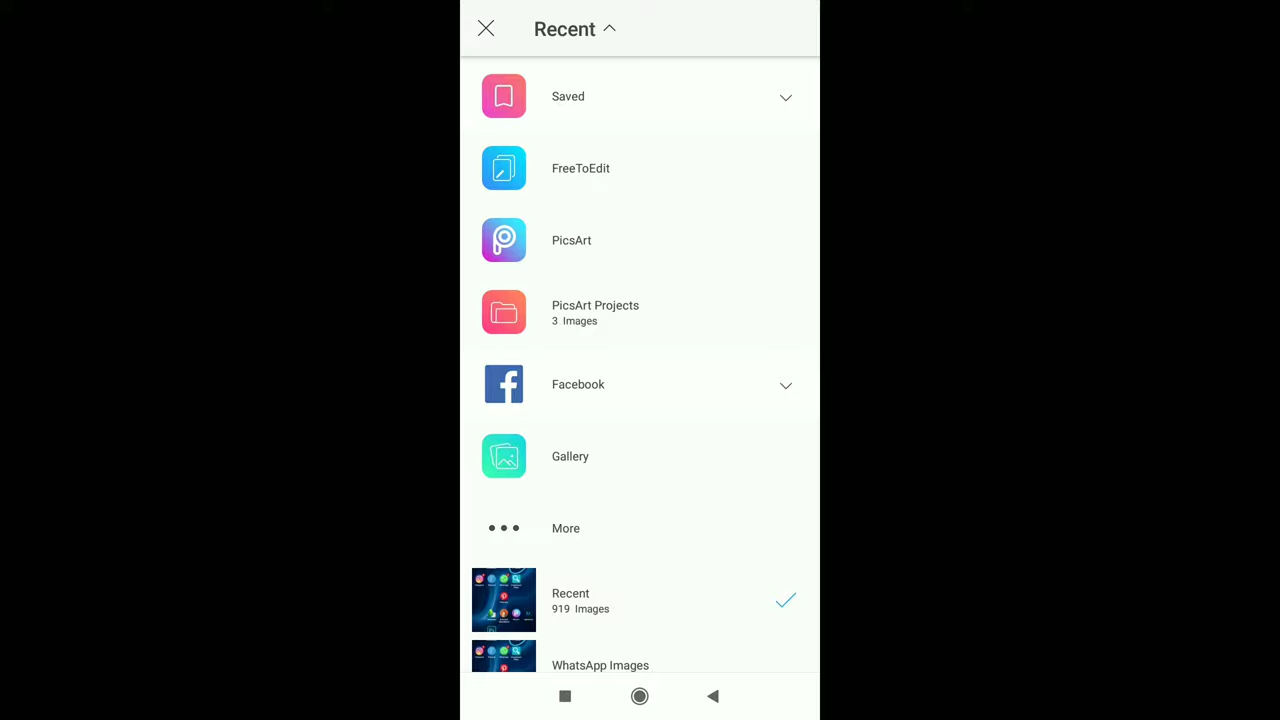 Recent
Saved
FreeToEdit
PicsArt
PicsArt Projects
3 Images
Facebook
Gallery
More
Recent
919 Images
WhatsApp Images